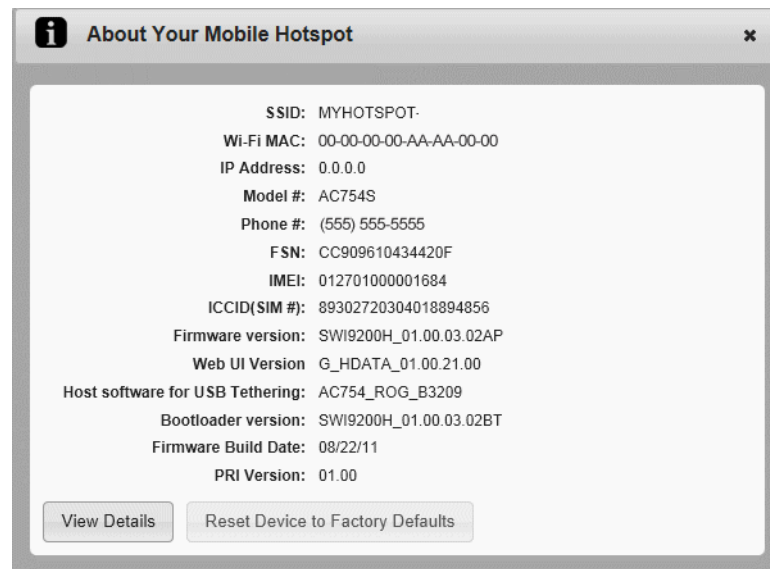 About Your Mobile Hotspot
SSID: MYHOTSPOT-
Wi-Fi MAC: 00-00-00-00-AA-AA-00-00
IP Address: 0.0.0.0
Model #: AC754S
Phone #: (555) 555-5555
FSN: CC909610434420F
IMEI: 012701000001684
ICCID(SIM #): 89302720304018894856
Firmware version: SWI9200H_01.00.03.02AP
Web UI Version G_HDATA_01.00.21.00
Host software for USB Tethering: AC754_ROG_B3209
Bootloader version: SWI9200H_01.00.03.02BT
Firmware Build Date: 08/22/11
PRI Version: 01.00
View Details Reset Device to Factory Defaults